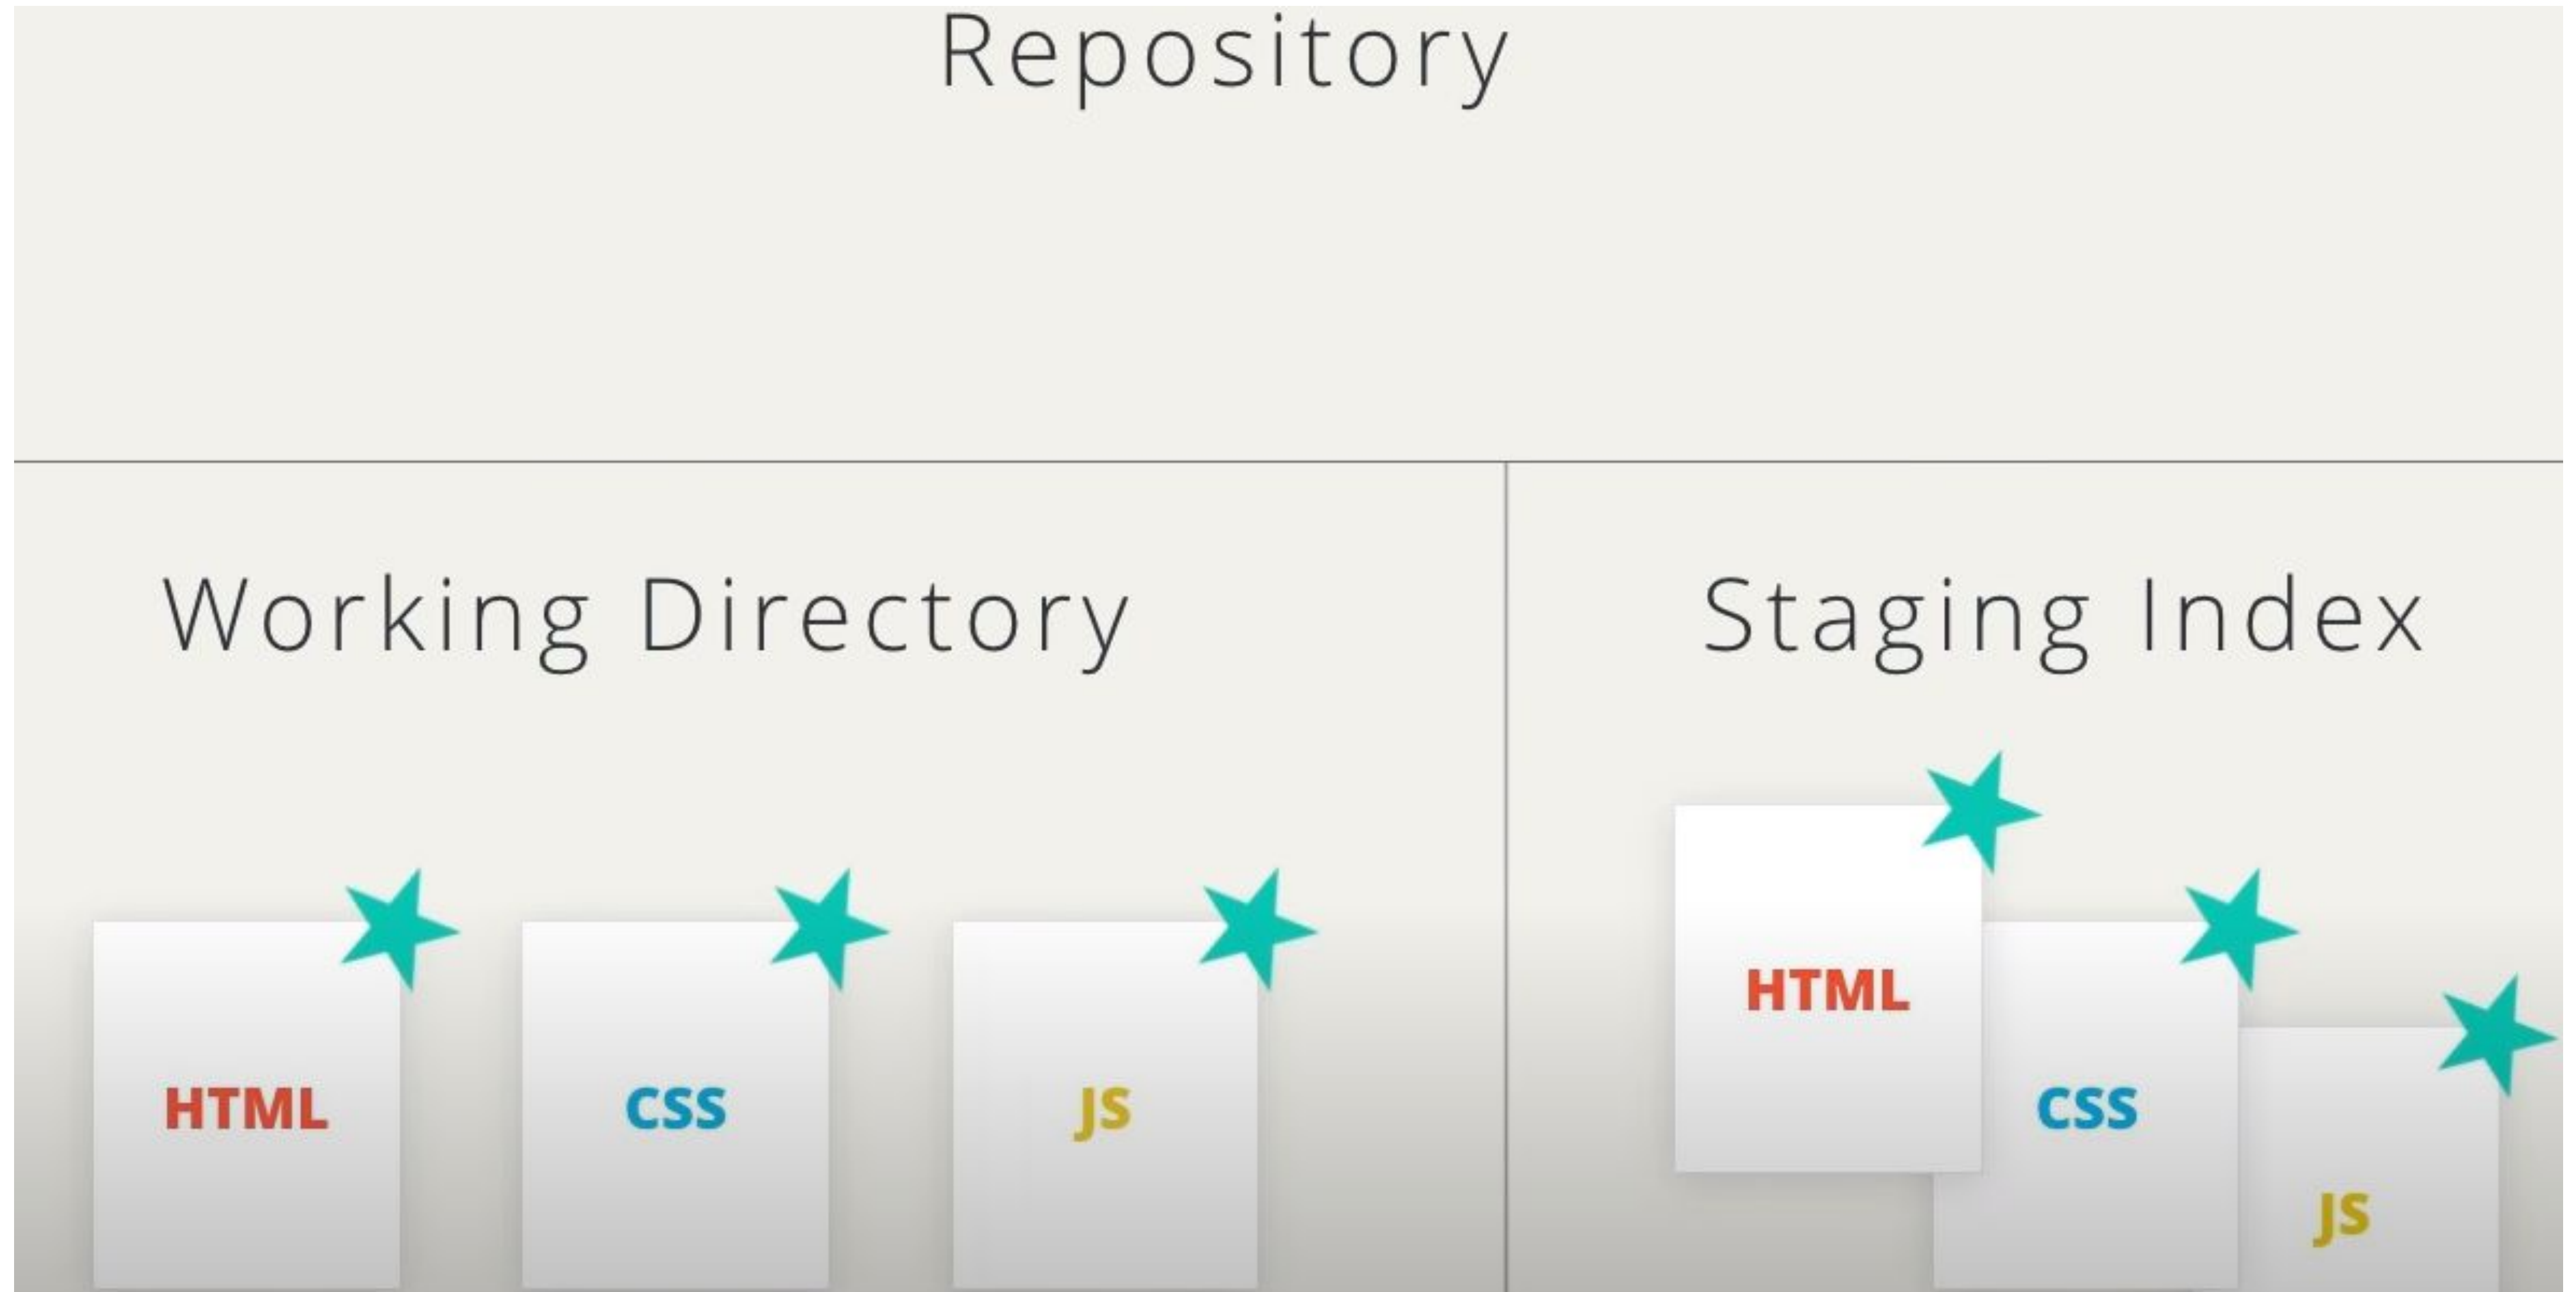 Repository
Working Directory
Staging Index
HTML
CSS
JS
HTML
CSS
JS